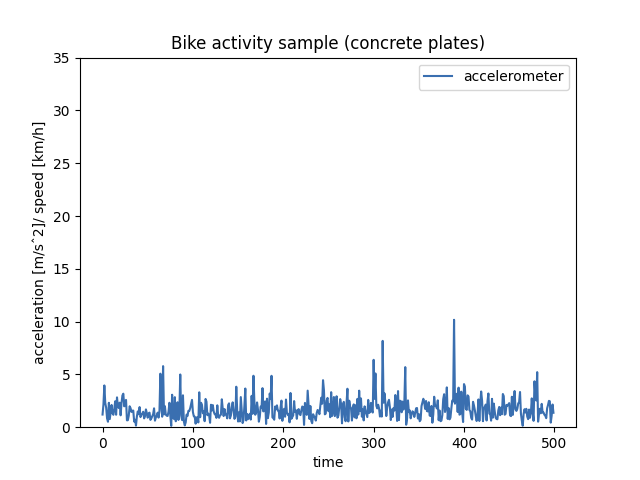 Bike activity sample (concrete plates)
accelerometer
acceleration [m/sˆ2]/ speed [km/h]
35
30
25
20
15
10
5
0
0 100 200 300 400 500
time